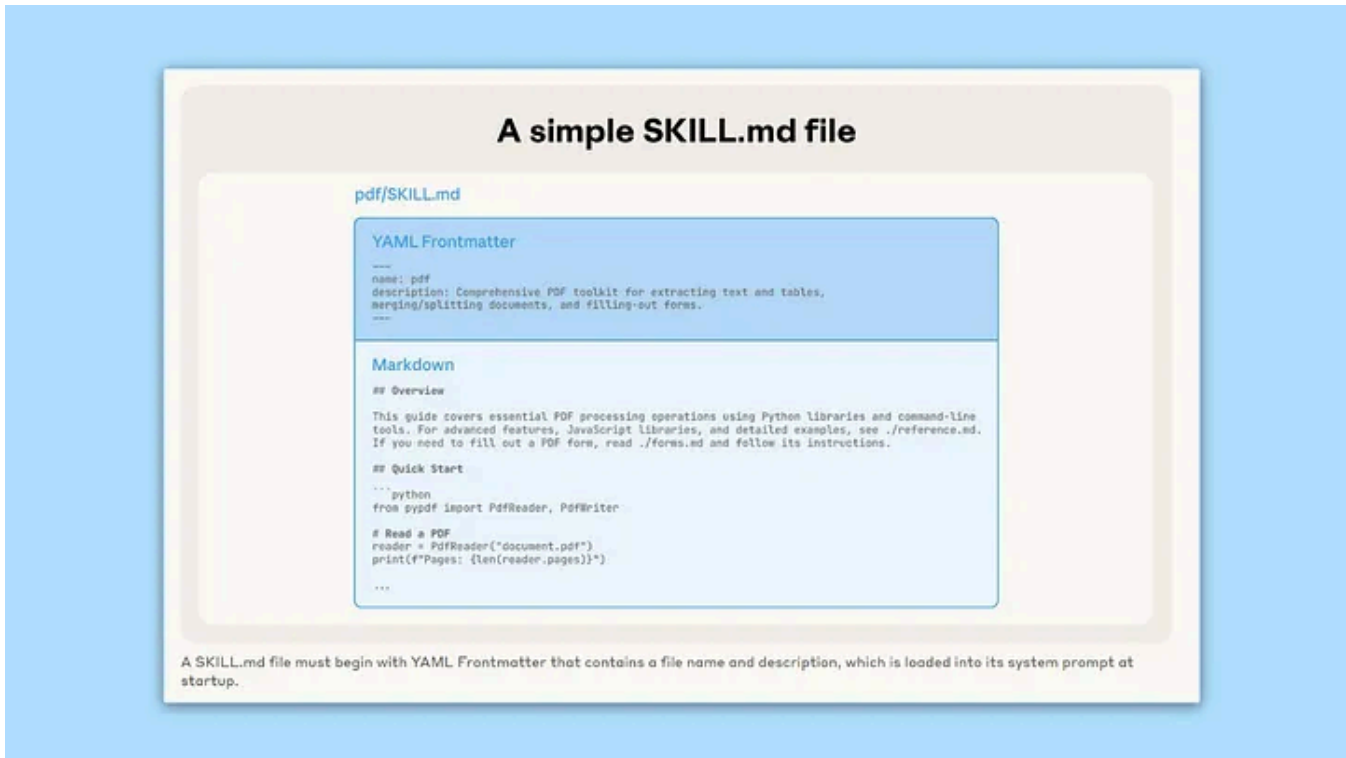 A simple SKILL.md file
pdf/SKILL.md
YAML Frontmatter
---
name: pdf
description: Comprehensive PDF toolkit for extracting text and tables,
merging/splitting documents, and filling-out forms.
---
Markdown
## Overview
This guide covers essential PDF processing operations using Python libraries and command-line
tools. For advanced features, JavaScript libraries, and detailed examples, see ./reference.md.
If you need to fill out a PDF form, read ./forms.md and follow its instructions.
## Quick Start
```python
from pypdf import PdfReader, PdfWriter
# Read a PDF
reader = PdfReader("document.pdf")
print(f"Pages: {len(reader.pages)}")
...
A SKILL.md file must begin with YAML Frontmatter that contains a file name and description, which is loaded into its system prompt at
startup.